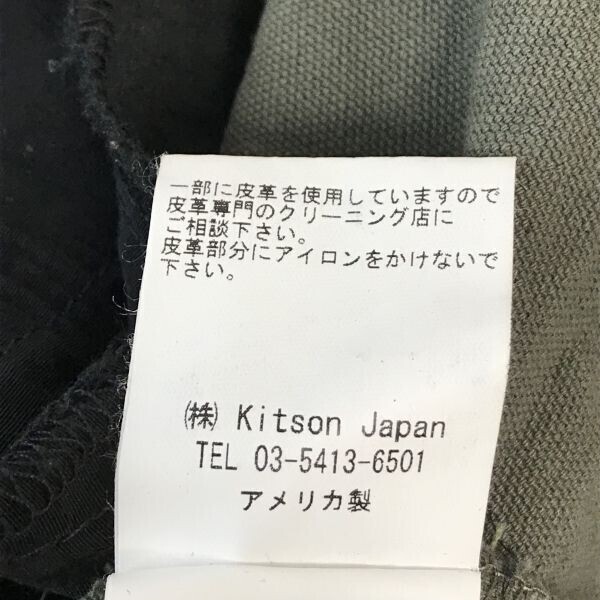 一部に皮革を使用していますので
皮革専門のクリーニング店に
ご相談下さい。
皮革部分にアイロンをかけないで
下さい。
㈱ Kitson Japan
TEL 03-5413-6501
アメリカ製